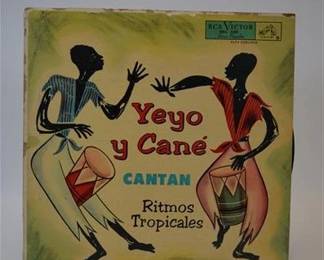 RCA VICTOR
Yeyo
y Cané
CANTAN
Ritmos
Tropicales